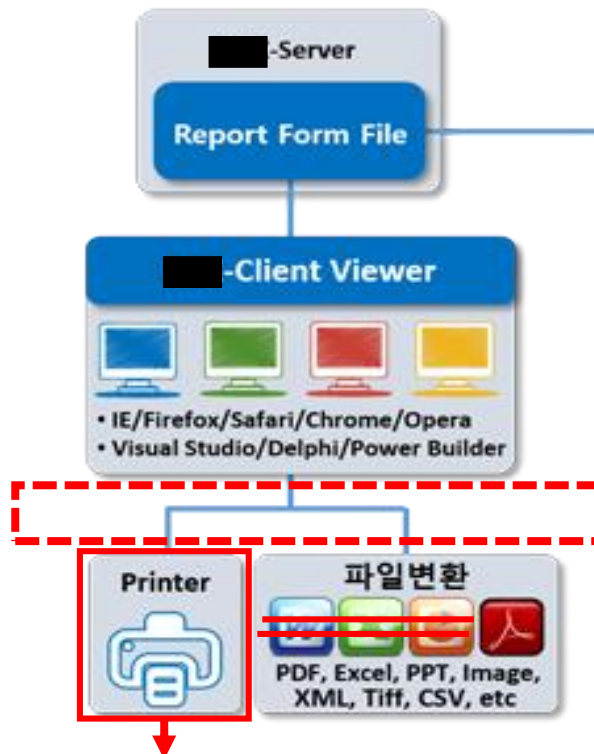 -Server
Report Form File
-Client Viewer
• IE/Firefox/Safari/Chrome/Opera
• Visual Studio/Delphi/Power Builder
Printer
파일변환
PDF, Excel, PPT, Image,
XML, Tiff, CSV, etc